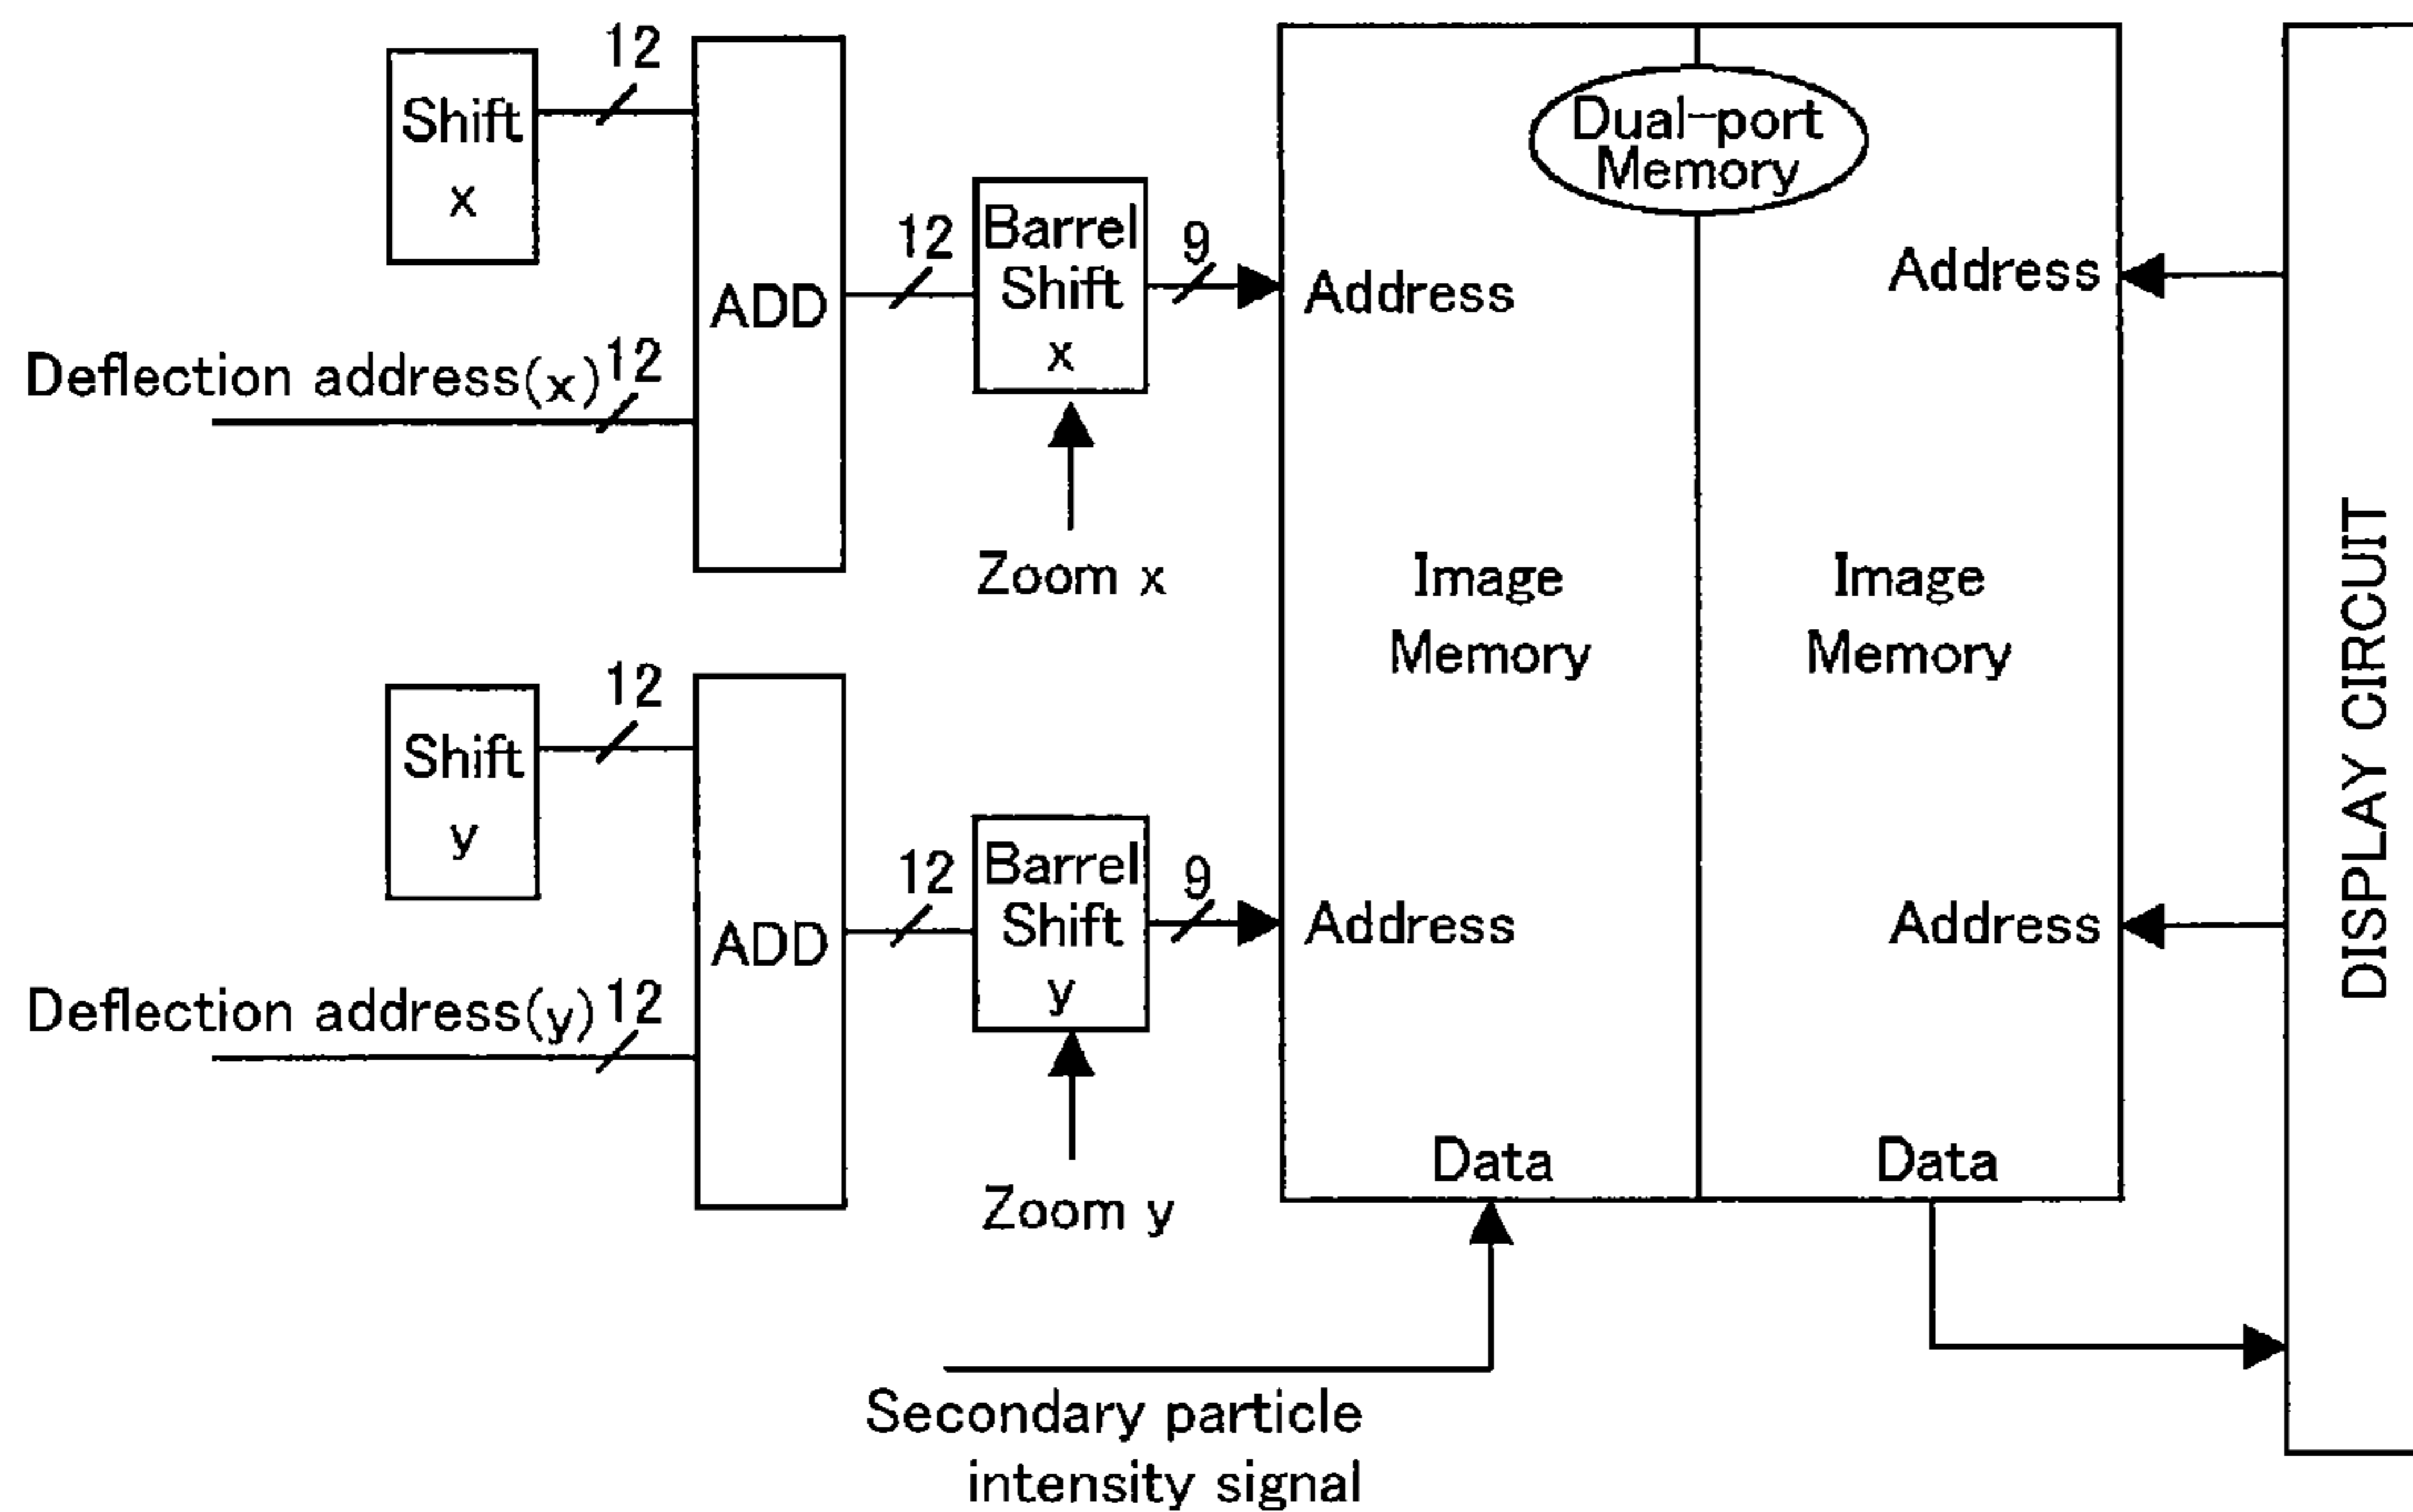 12
Shift
x
ADD
Deflection address(x)
12
12
Barrel
Shift
x
9
Zoom x
Dual-port
Memory
Address
Address
Image
Memory
Image
Memory
DISPLAY CIRCUIT
12
Shift
y
ADD
Deflection address(y)
12
12
Barrel
Shift
y
9
Zoom y
Address
Address
Data
Data
Secondary particle
intensity signal